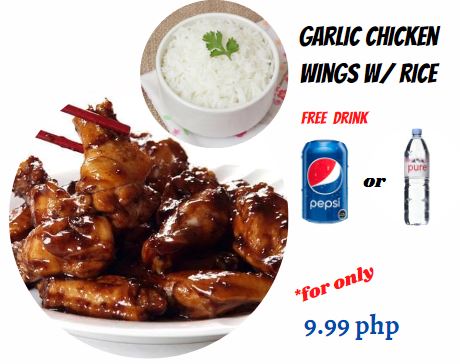 GARLIC CHICKEN
WINGS W/ RICE
FREE DRINK
pepsi
or
pure
*for only
9.99 php